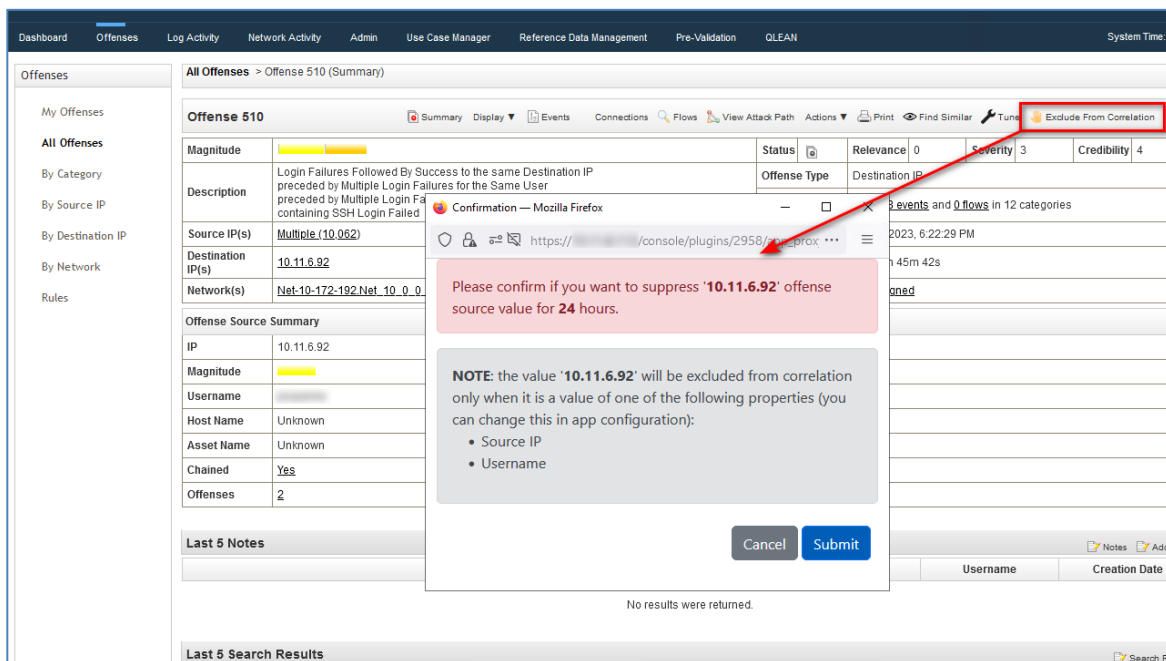 Dashboard Offenses Log Activity Network Activity Admin Use Case Manager Reference Data Management Pre-Validation QLEAN System Time:
Offenses
My Offenses
All Offenses
By Category
By Source IP
By Destination IP
By Network
Rules
All Offenses > Offense 510 (Summary)
Offense 510 Summary Display ▼ Events Connections Flows View Attack Path Actions ▼ Print Find Similar Tune Exclude From Correlation
Magnitude Status Relevance 0 Severity 3 Credibility 4
Description
Login Failures Followed By Success to the same Destination IP
preceded by Multiple Login Failures for the Same User
preceded by Multiple Login Fa
containing SSH Login Failed
Offense Type Destination IP
events and 0 flows in 12 categories
Source IP(s) Multiple (10,062) 2023, 6:22:29 PM
Destination IP(s) 10.11.6.92 45m 42s
Network(s) Net-10-172-192.Net_10_0_0 gned
Offense Source Summary
IP 10.11.6.92
Magnitude
Username
Host Name Unknown
Asset Name Unknown
Chained Yes
Offenses 2
Confirmation — Mozilla Firefox
https:// /console/plugins/2958/app_prox
Please confirm if you want to suppress '10.11.6.92' offense
source value for 24 hours.
NOTE: the value '10.11.6.92' will be excluded from correlation
only when it is a value of one of the following properties (you
can change this in app configuration):
• Source IP
• Username
Cancel Submit
Last 5 Notes Notes Add
Username Creation Date
No results were returned.
Last 5 Search Results Search R